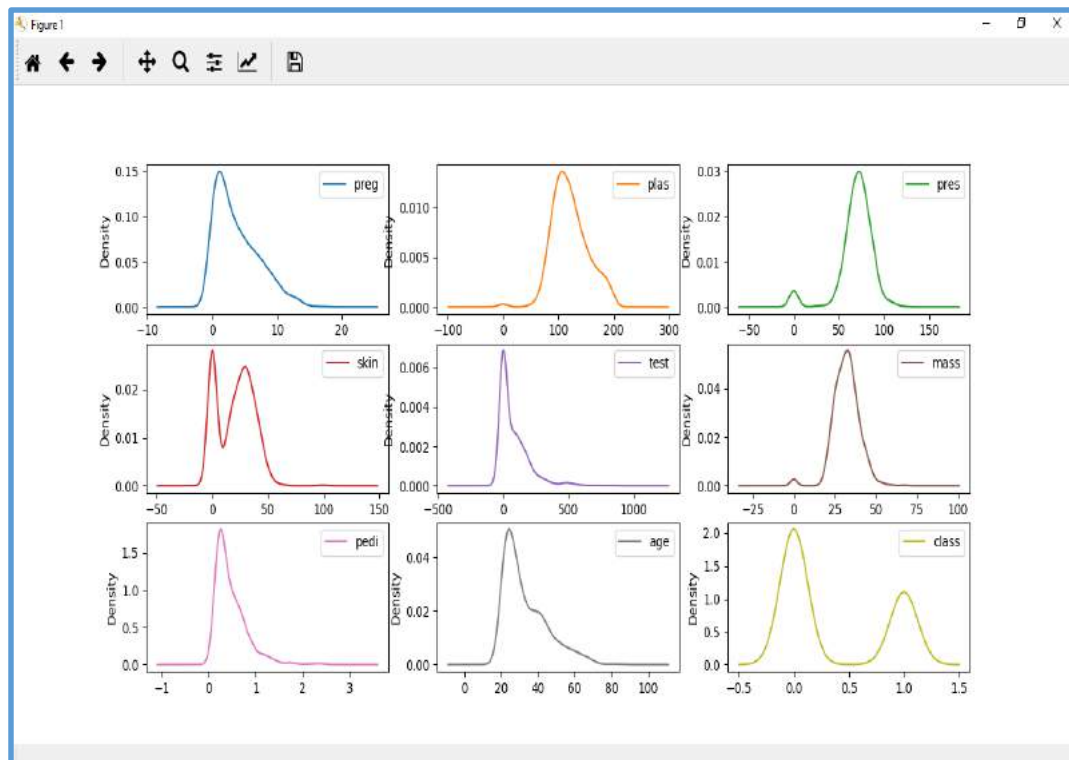 Figure 1
0.15
0.10
0.05
0.00
Density
preg
−10 0 10 20
0.010
0.005
0.000
Density
plas
−100 0 100 200 300
0.03
0.02
0.01
0.00
Density
pres
−50 0 50 100 150
0.02
0.01
0.00
Density
skin
−50 0 50 100 150
0.006
0.004
0.002
0.000
Density
test
−500 0 500 1000
0.04
0.02
0.00
Density
mass
−25 0 25 50 75 100
1.5
1.0
0.5
0.0
Density
pedi
−1 0 1 2 3
0.04
0.02
0.00
Density
age
0 20 40 60 80 100
2.0
1.5
1.0
0.5
0.0
Density
class
−0.5 0.0 0.5 1.0 1.5